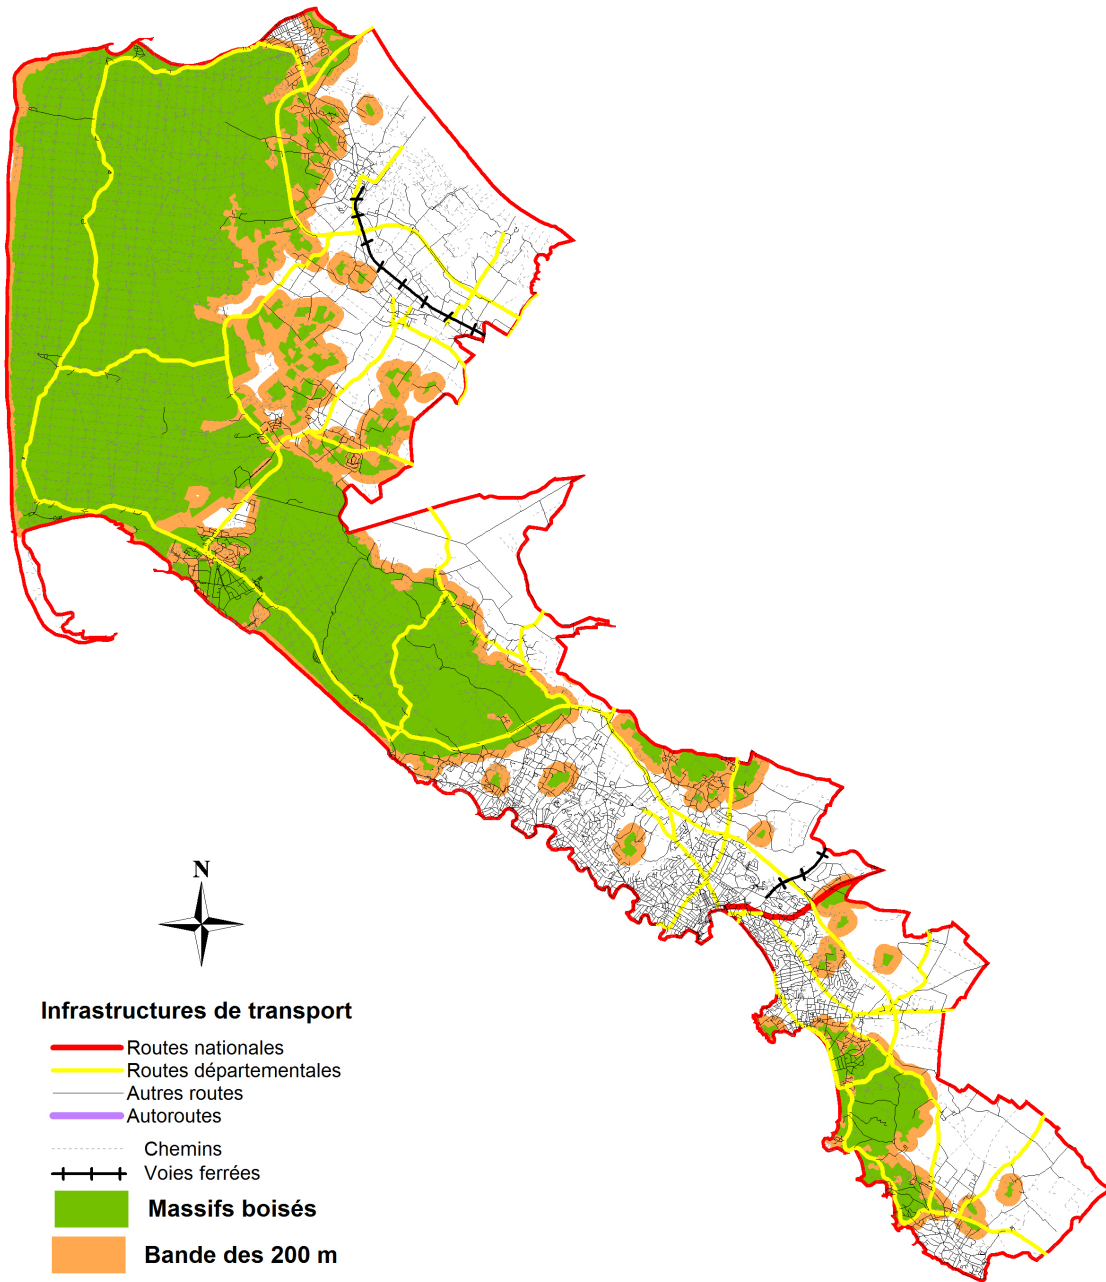 N
Infrastructures de transport
Routes nationales
Routes départementales
Autres routes
Autoroutes
Chemins
Voies ferrées
Massifs boisés
Bande des 200 m